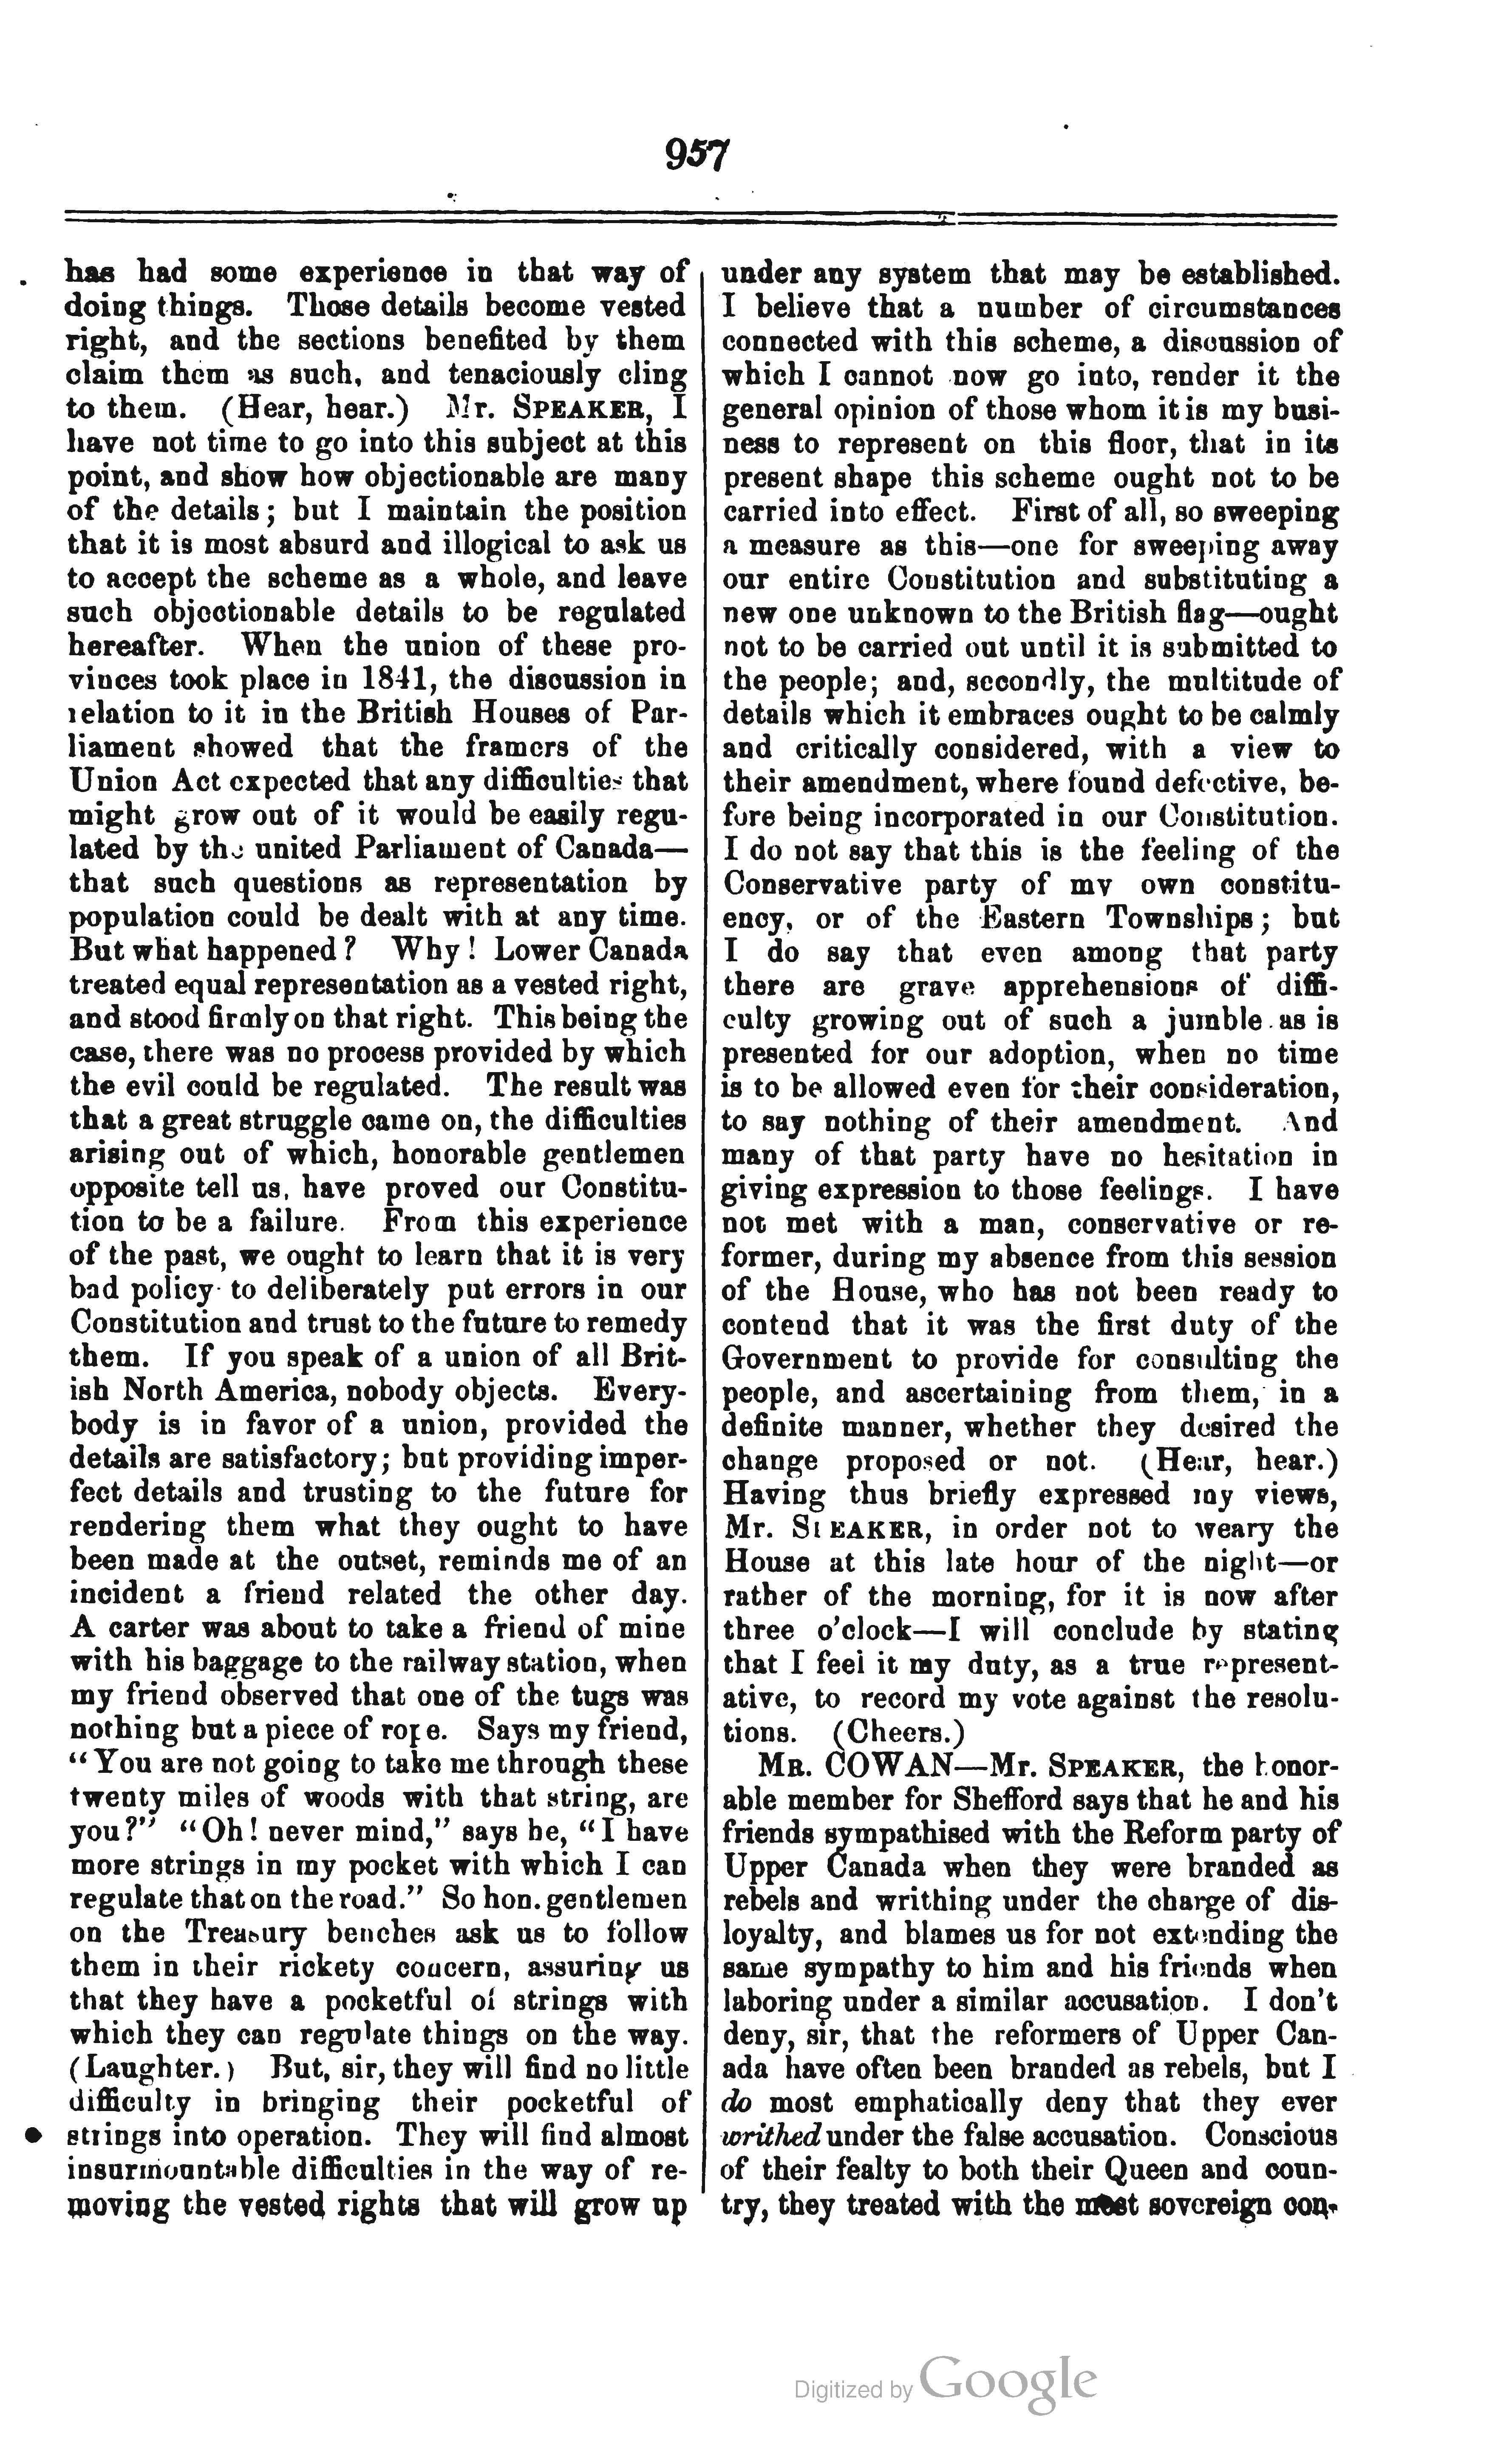 957
has had some experience in that way of
doing things. Those details become vested
right, and the sections benefited by them
claim them as such, and tenaciously cling
to them. (Hear, hear.) Mr. SPEAKER, I
have not time to go into this subject at this
point, and show how objectionable are many
of the details; but I maintain the position
that it is most absurd and illogical to ask us
to accept the scheme as a whole, and leave
such objectionable details to be regulated
hereafter. When the union of these pro-
vinces took place in 1841, the discussion in
relation to it in the British Houses of Par-
liament showed that the framers of the
Union Act expected that any difficulties that
might grow out of it would be easily regu-
lated by the united Parliament of Canada—
that such questions as representation by
population could be dealt with at any time.
But what happened? Why! Lower Canada
treated equal representation as a vested right,
and stood firmly on that right. This being the
case, there was no process provided by which
the evil could be regulated. The result was
that a great struggle came on, the difficulties
arising out of which, honorable gentlemen
opposite tell us, have proved our Constitu-
tion to be a failure. From this experience
of the past, we ought to learn that it is very
bad policy to deliberately put errors in our
Constitution and trust to the future to remedy
them. If you speak of a union of all Brit-
ish North America, nobody objects. Every-
body is in favor of a union, provided the
details are satisfactory; but providing imper-
fect details and trusting to the future for
rendering them what they ought to have
been made at the outset, reminds me of an
incident a friend related the other day.
A carter was about to take a friend of mine
with his baggage to the railway station, when
my friend observed that one of the tugs was
nothing but a piece of rope. Says my friend,
"You are not going to take me through these
twenty miles of woods with that string, are
you?" "Oh! never mind," says he, "I have
more strings in my pocket with which I can
regulate that on the road." So hon. gentlemen
on the Treasury benches ask us to follow
them in their rickety concern, assuring us
that they have a pocketful of strings with
which they can regulate things on the way.
(Laughter.) But, sir, they will find no little
difficulty in bringing their pocketful of
strings into operation. They will find almost
insurmountable difficulties in the way of re-
moving the vested rights that will grow up
under any system that may be established.
I believe that a number of circumstances
connected with this scheme, a discussion of
which I cannot now go into, render it the
general opinion of those whom it is my busi-
ness to represent on this floor, that in its
present shape this scheme ought not to be
carried into effect. First of all, so sweeping
a measure as this—one for sweeping away
our entire Constitution and substituting a
new one unknown to the British flag—ought
not to be carried out until it is submitted to
the people; and, secondly, the multitude of
details which it embraces ought to be calmly
and critically considered, with a view to
their amendment, where found defective, be-
fore being incorporated in our Constitution.
I do not say that this is the feeling of the
Conservative party of my own constitu-
ency, or of the Eastern Townships; but
I do say that even among that party
there are grave apprehensions of diffi-
culty growing out of such a jumble as is
presented for our adoption, when no time
is to be allowed even for their consideration,
to say nothing of their amendment. And
many of that party have no hesitation in
giving expression to those feelings. I have
not met with a man, conservative or re-
former, during my absence from this session
of the House, who has not been ready to
contend that it was the first duty of the
Government to provide for consulting the
people, and ascertaining from them, in a
definite manner, whether they desired the
change proposed or not. (Hear, hear.)
Having thus briefly expressed my views,
Mr. SPEAKER, in order not to weary the
House at this late hour of the night—or
rather of the morning, for it is now after
three o'clock—I will conclude by stating
that I feel it my duty, as a true represent-
ative, to record my vote against the resolu-
tions. (Cheers.)
MR. COWAN—Mr. SPEAKER, the honor-
able member for Shefford says that he and his
friends sympathised with the Reform party of
Upper Canada when they were branded as
rebels and writhing under the charge of dis-
loyalty, and blames us for not extending the
same sympathy to him and his friends when
laboring under a similar accusation. I don't
deny, sir, that the reformers of Upper Can-
ada have often been branded as rebels, but I
do most emphatically deny that they ever
writhed under the false accusation. Conscious
of their fealty to both their Queen and coun-
try, they treated with the most sovereign con-
Digitized by Google